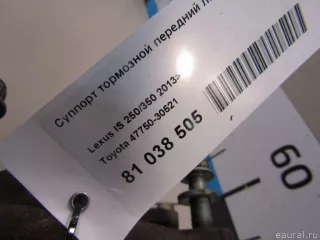 Суппорт тормозной передний
Lexus IS 250/350 2013>
Toyota 47750-30521
81 038 505
60
eaural.ru